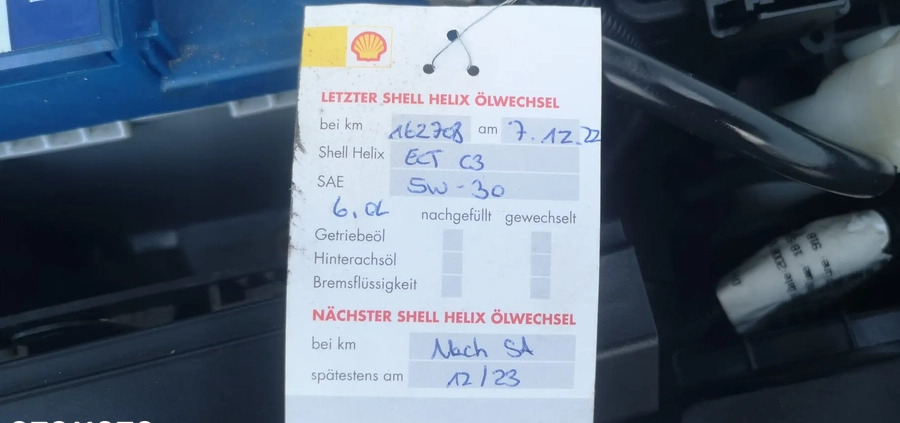 LETZTER SHELL HELIX ÖLWECHSEL
bei km 162708 am 7.12.22
Shell Helix ECT C3
SAE 5W-30
6.0L nachgefüllt gewechselt
Getriebeöl
Hinterachsöl
Bremsflüssigkeit
NÄCHSTER SHELL HELIX ÖLWECHSEL
bei km Nach SA
spätestens am 12/23